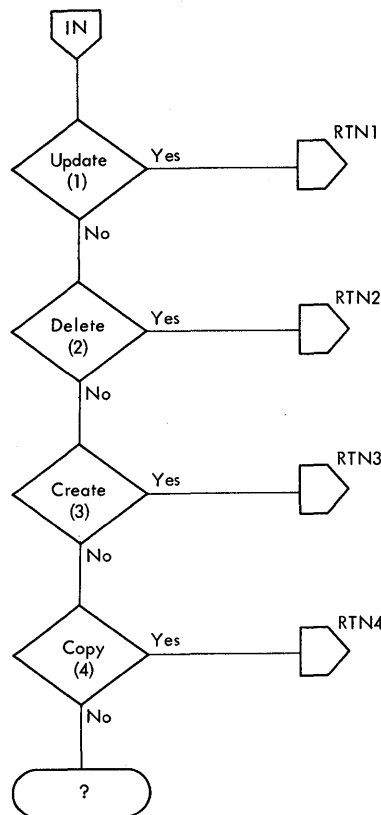 IN
RTN1
Update
(1)
Yes
No
RTN2
Delete
(2)
Yes
No
RTN3
Create
(3)
Yes
No
RTN4
Copy
(4)
Yes
No
?